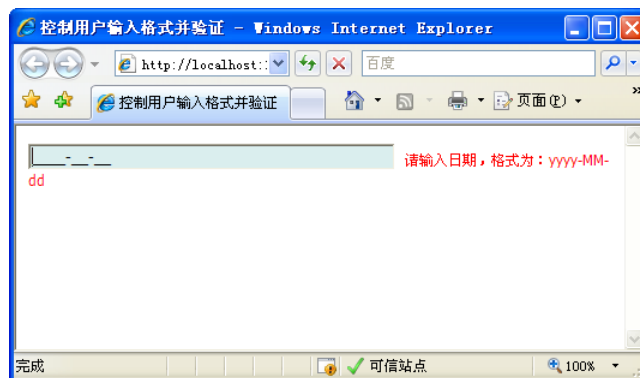 控制用户输入格式并验证 - Windows Internet Explorer
http://localhost:: 百度
控制用户输入格式并验证 页面(P) »
____-__-__ 请输入日期，格式为：yyyy-MM-
dd
完成 可信站点 100%